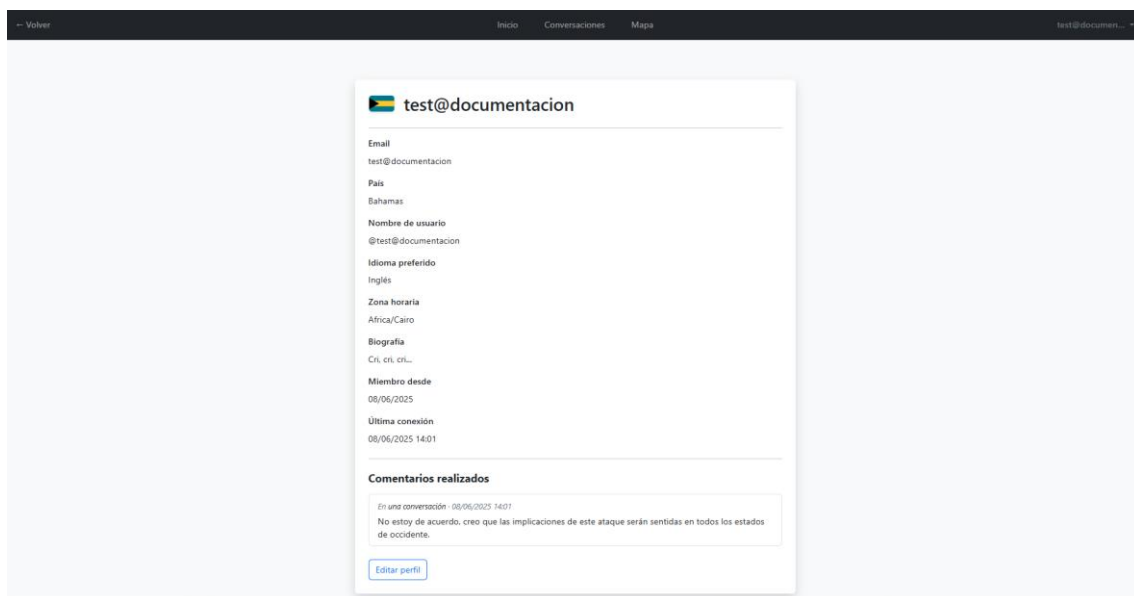 ← Volver
Inicio
Conversaciones
Mapa
test@documen...
test@documentacion
Email
test@documentacion
País
Bahamas
Nombre de usuario
@test@documentacion
Idioma preferido
Inglés
Zona horaria
Africa/Cairo
Biografía
Cri, cri, cri...
Miembro desde
08/06/2025
Última conexión
08/06/2025 14:01
Comentarios realizados
En una conversación · 08/06/2025 14:01
No estoy de acuerdo, creo que las implicaciones de este ataque serán sentidas en todos los estados
de occidente.
Editar perfil